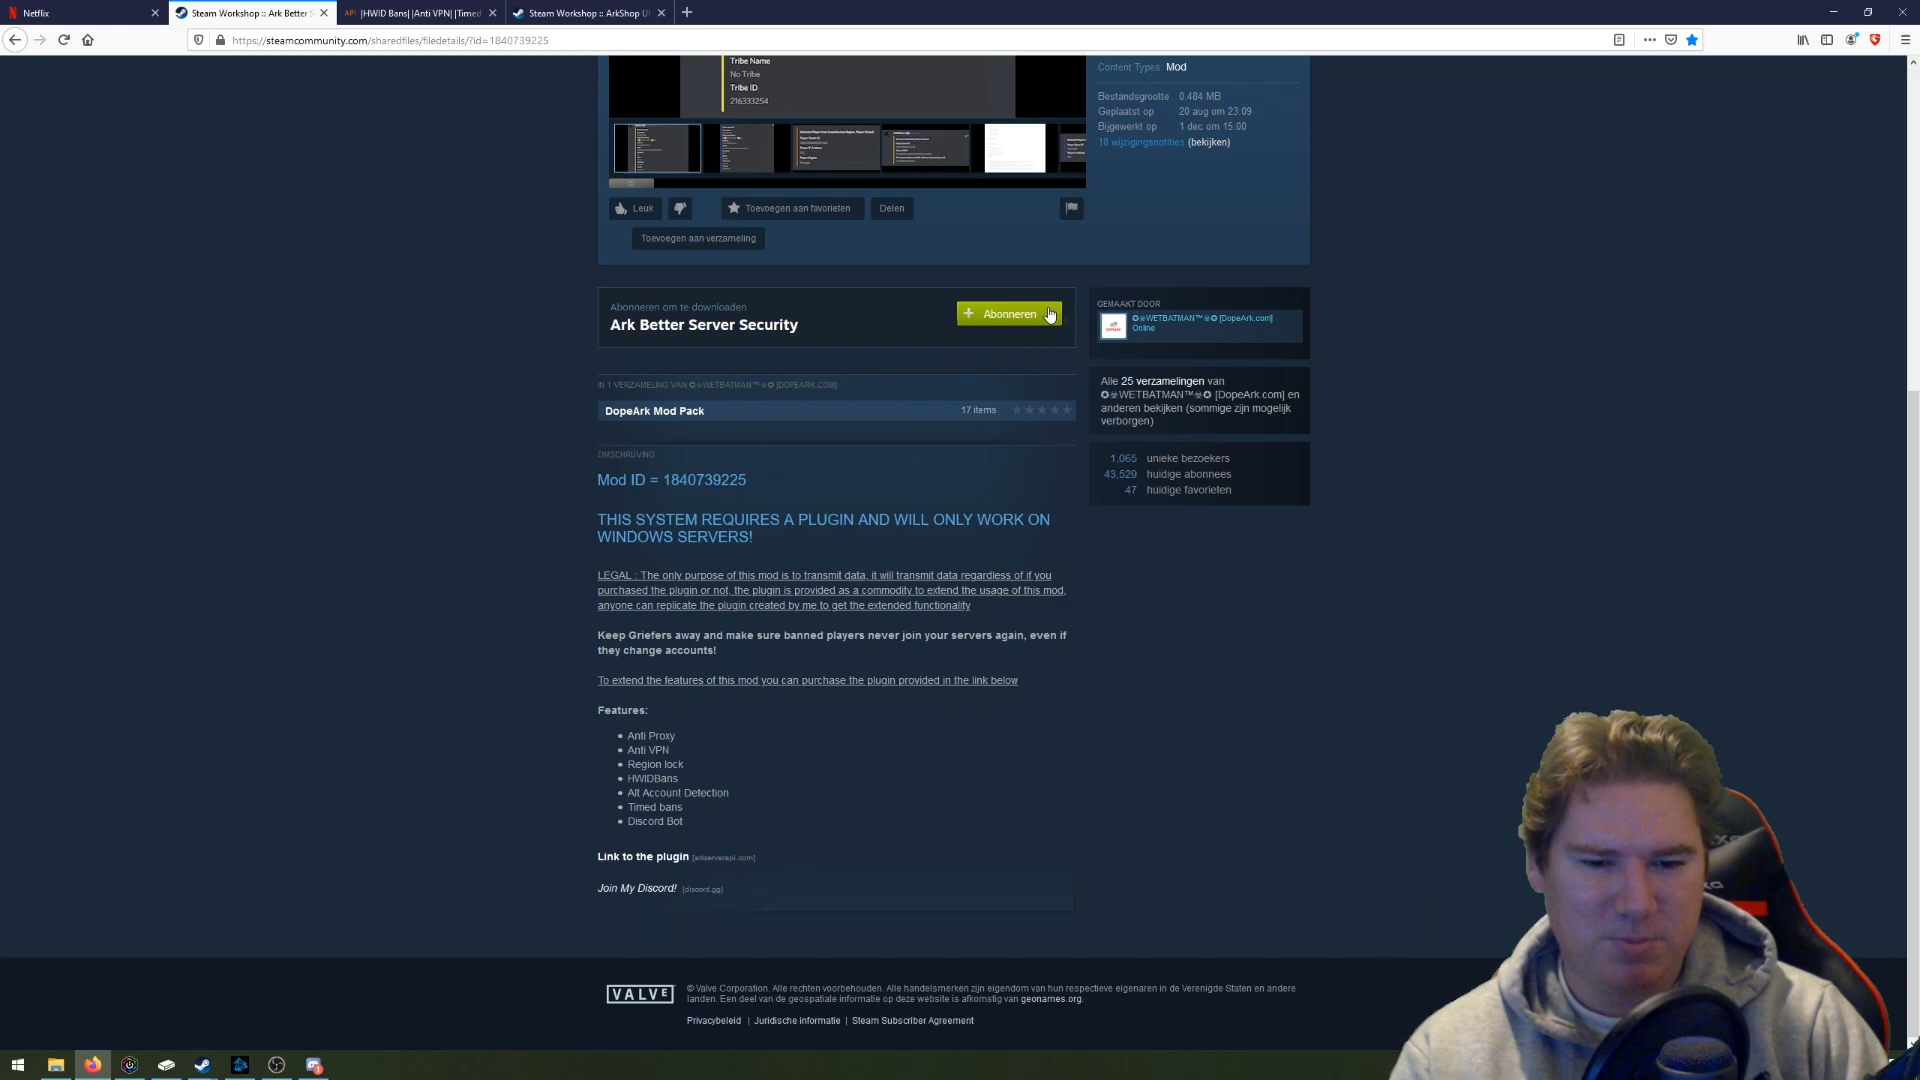 Netflix
Steam Workshop :: Ark Better S
API |HWID Bans| |Anti VPN| |Timed
Steam Workshop :: ArkShop UI
https://steamcommunity.com/sharedfiles/filedetails/?id=1840739225
Tribe Name
No Tribe
Tribe ID
216333254
Content Types: Mod
Bestandsgrootte 0.484 MB
Geplaatst op 20 aug om 23:09
Bijgewerkt op 1 dec om 15:00
18 wijzigingsnotities (bekijken)
Leuk
Toevoegen aan favorieten
Delen
Toevoegen aan verzameling
Abonneren om te downloaden
Ark Better Server Security
Abonneren
GEMAAKT DOOR
✪☣WETBATMAN™☣✪ [DopeArk.com]
Online
IN 1 VERZAMELING VAN ✪☣WETBATMAN™☣✪ [DOPEARK.COM]
DopeArk Mod Pack 17 items
Alle 25 verzamelingen van
✪☣WETBATMAN™☣✪ [DopeArk.com] en
anderen bekijken (sommige zijn mogelijk
verborgen)
1,065 unieke bezoekers
43,529 huidige abonnees
47 huidige favorieten
OMSCHRIJVING
Mod ID = 1840739225
THIS SYSTEM REQUIRES A PLUGIN AND WILL ONLY WORK ON
WINDOWS SERVERS!
LEGAL : The only purpose of this mod is to transmit data, it will transmit data regardless of if you
purchased the plugin or not, the plugin is provided as a commodity to extend the usage of this mod,
anyone can replicate the plugin created by me to get the extended functionality
Keep Griefers away and make sure banned players never join your servers again, even if
they change accounts!
To extend the features of this mod you can purchase the plugin provided in the link below
Features:
Anti Proxy
Anti VPN
Region lock
HWIDBans
Alt Account Detection
Timed bans
Discord Bot
Link to the plugin [arkserverapi.com]
Join My Discord! [discord.gg]
VALVE
© Valve Corporation. Alle rechten voorbehouden. Alle handelsmerken zijn eigendom van hun respectieve eigenaren in de Verenigde Staten en andere
landen. Een deel van de geospatiale informatie op deze website is afkomstig van geonames.org.
Privacybeleid | Juridische informatie | Steam Subscriber Agreement